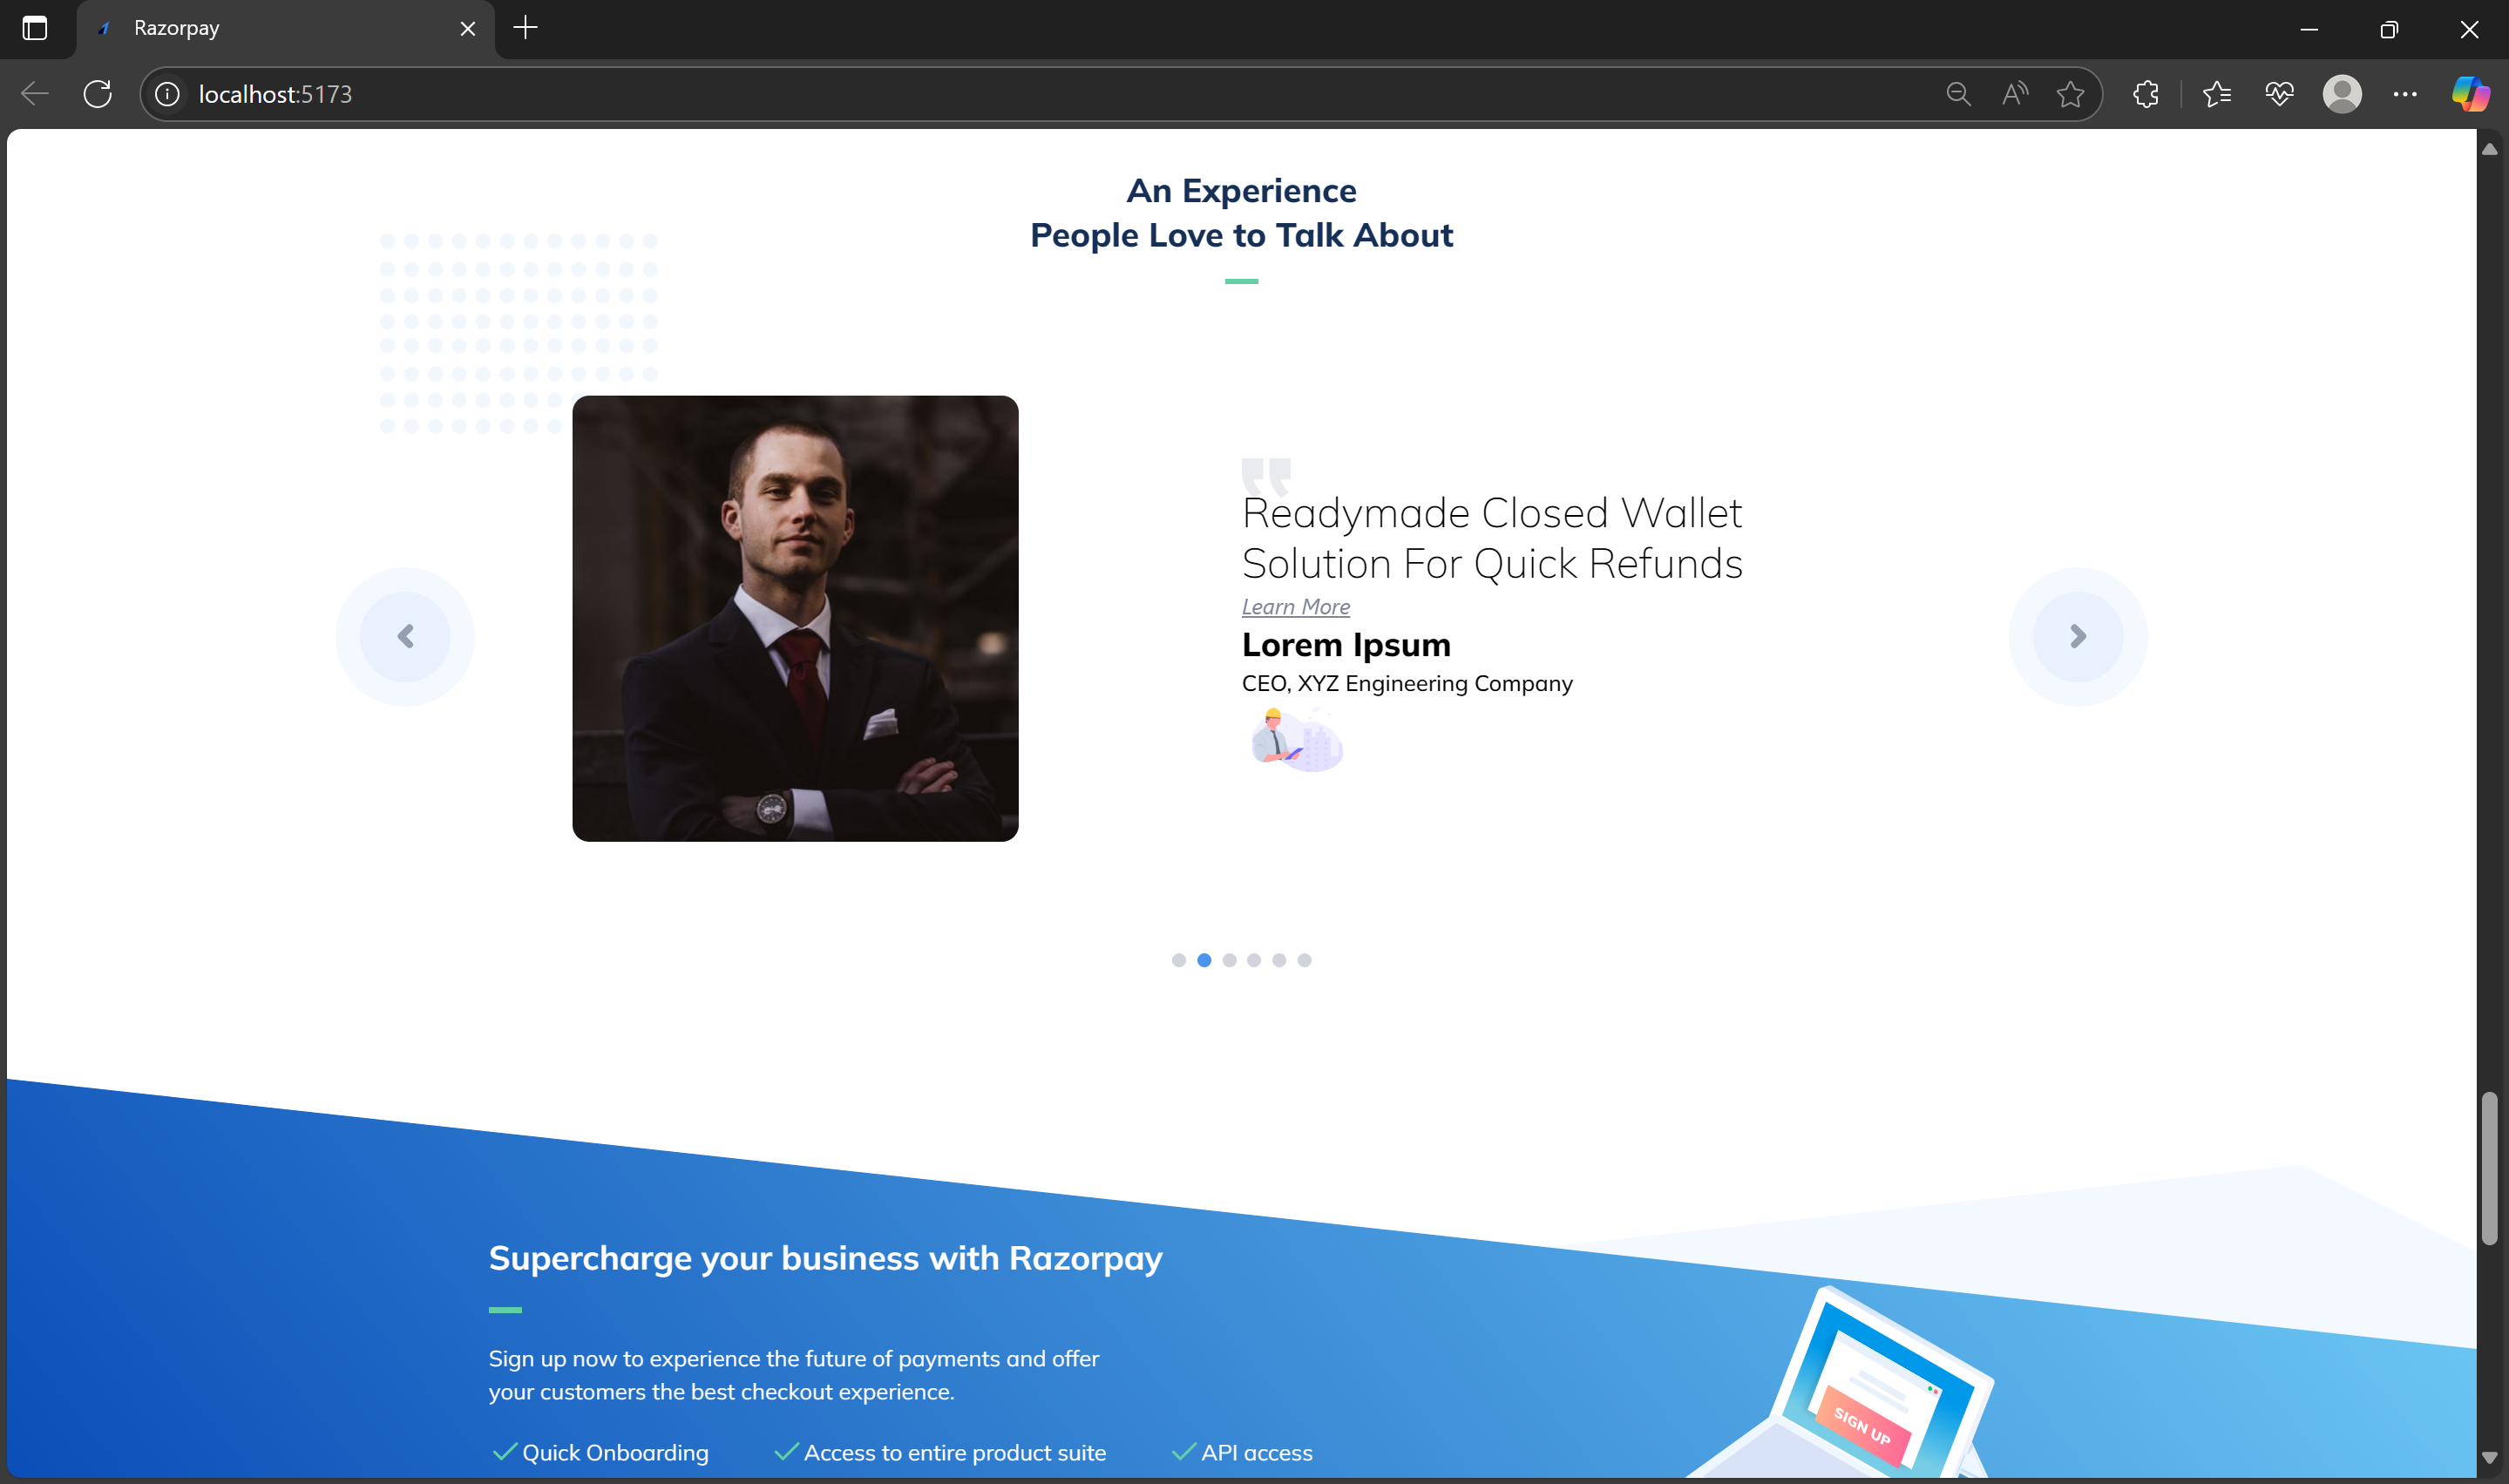 Razorpay
localhost:5173
An Experience
People Love to Talk About
Readymade Closed Wallet
Solution For Quick Refunds
Learn More
Lorem Ipsum
CEO, XYZ Engineering Company
Supercharge your business with Razorpay
Sign up now to experience the future of payments and offer
your customers the best checkout experience.
Quick Onboarding
Access to entire product suite
API access
SIGN UP